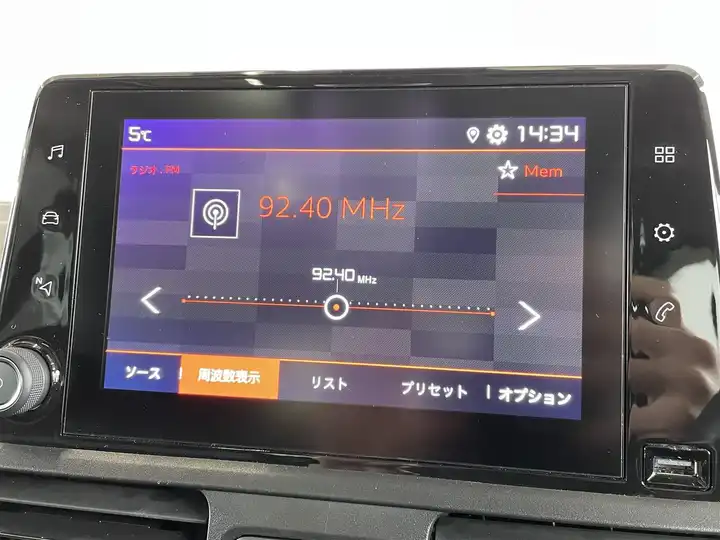 5℃
14:34
ラジオ .FM
Mem
92.40 MHz
92.40 MHz
N
ソース
周波数表示
リスト
プリセット
オプション